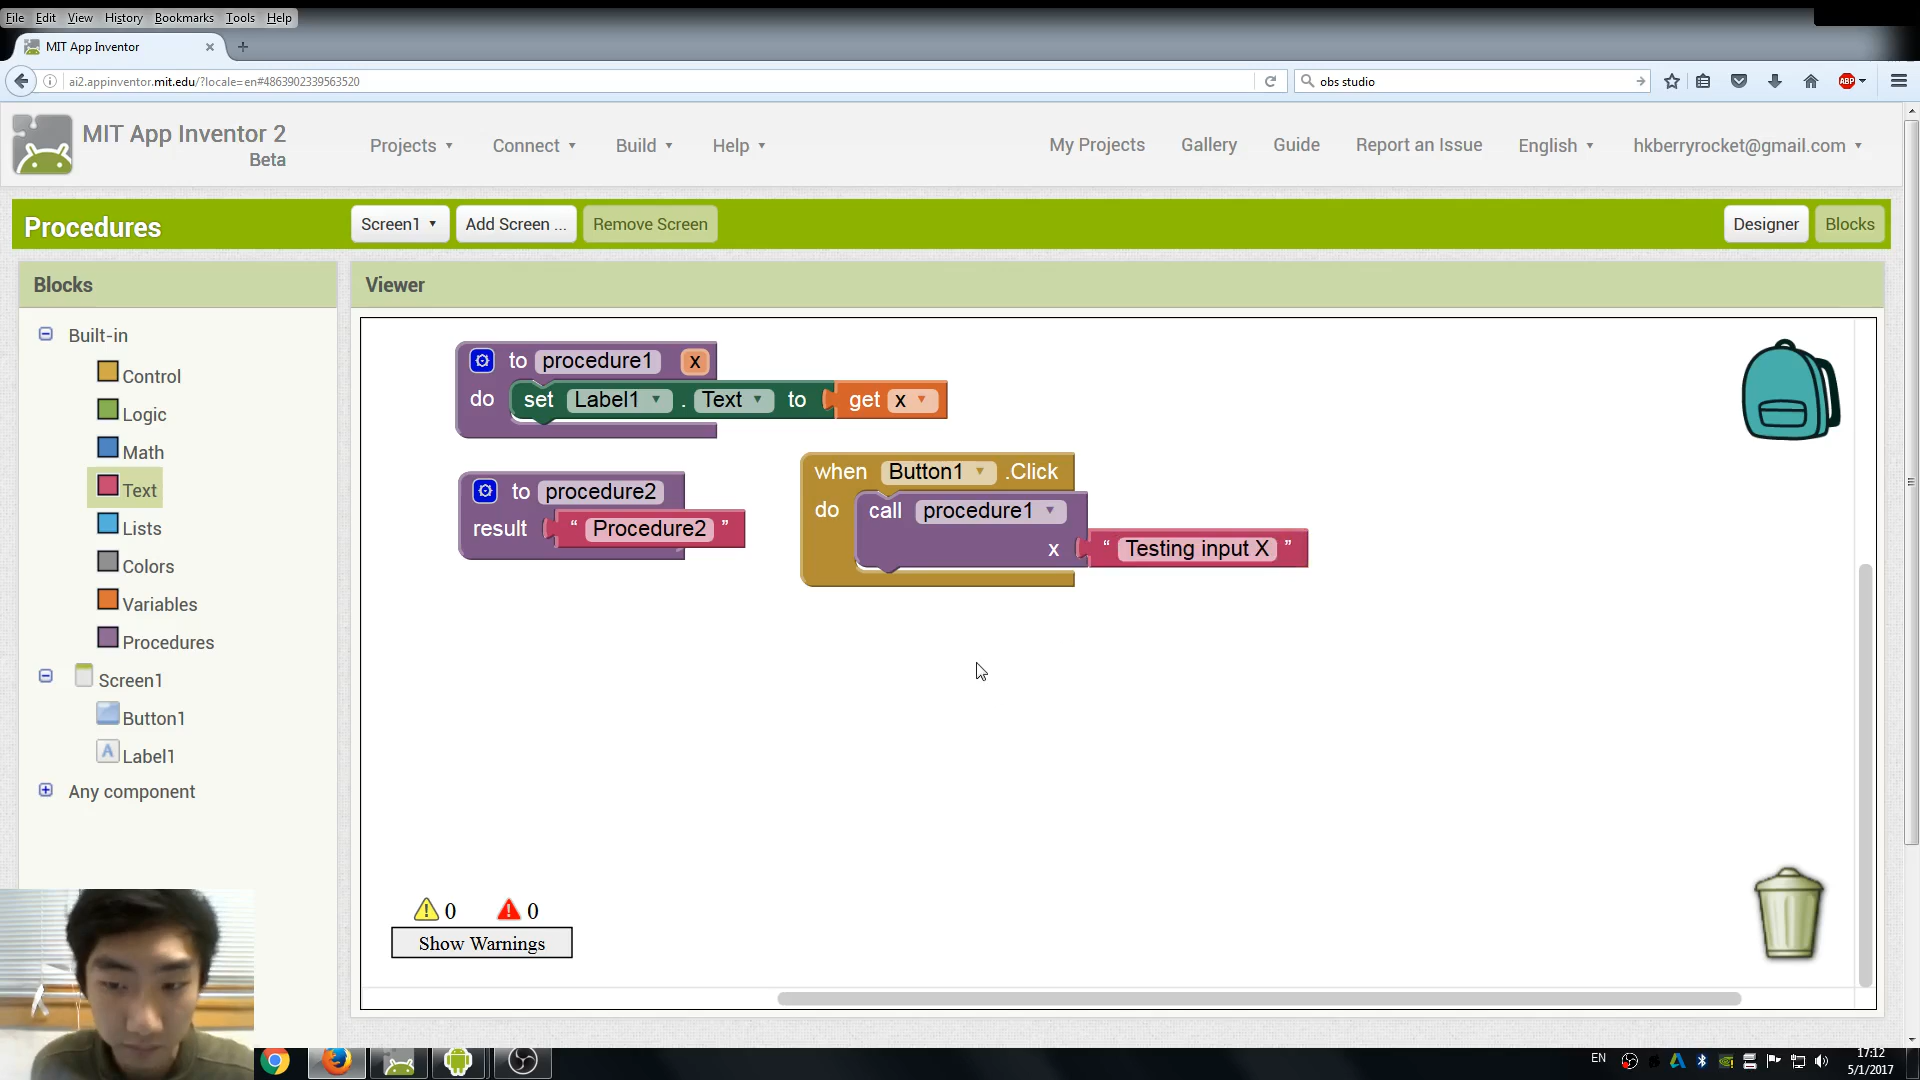 File Edit View History Bookmarks Tools Help
MIT App Inventor
ai2.appinventor.mit.edu/?locale=en#4863902339563520
obs studio
ABP
MIT App Inventor 2
Beta
Projects Connect Build Help
My Projects Gallery Guide Report an Issue English hkberryrocket@gmail.com
Procedures
Screen1 Add Screen ... Remove Screen
Designer Blocks
Blocks
Viewer
Built-in
Control
Logic
Math
Text
Lists
Colors
Variables
Procedures
Screen1
Button1
A Label1
Any component
to procedure1 x
do set Label1 . Text to get x
to procedure2
result “ Procedure2 ”
when Button1 .Click
do call procedure1
x “ Testing input X ”
! 0 ! 0
Show Warnings
EN
17:12
5/1/2017